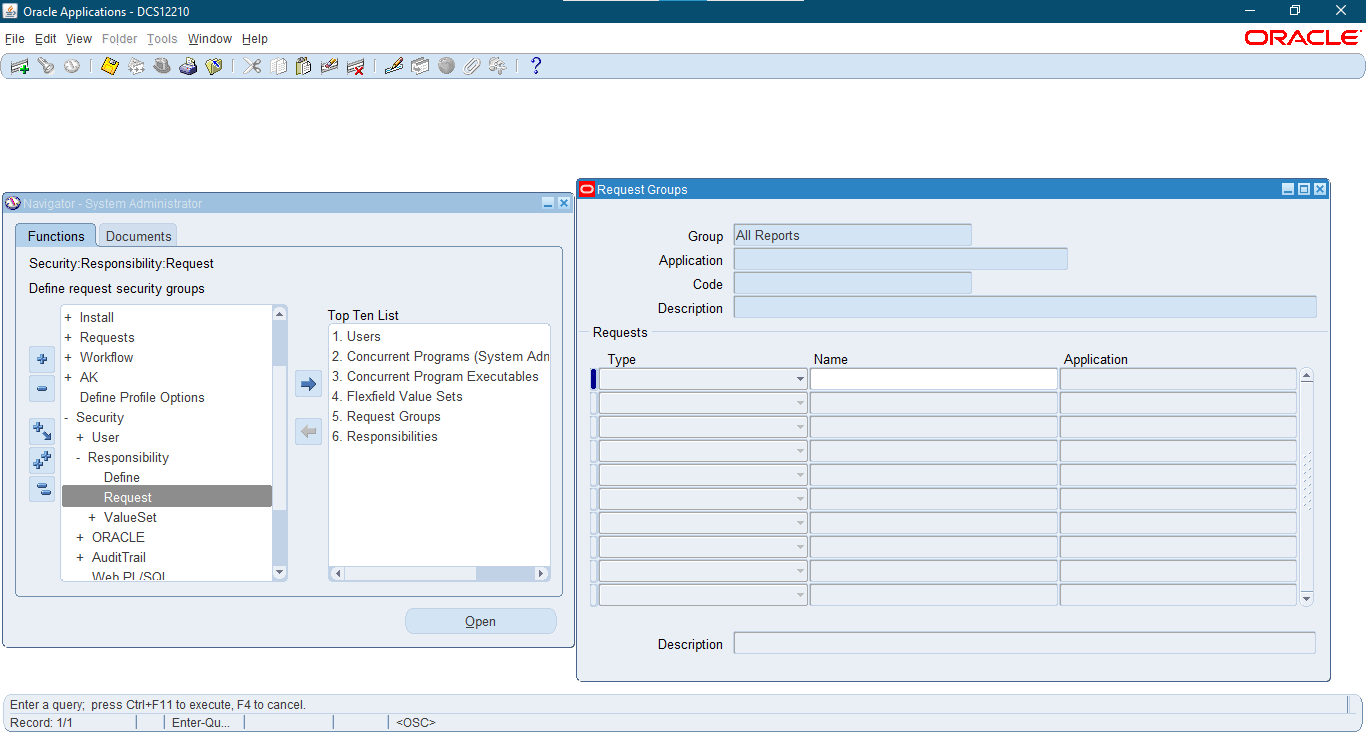 Oracle Applications - DCS12210
File Edit View Folder Tools Window Help
ORACLE
?
Navigator - System Administrator
Functions Documents
Security:Responsibility:Request
Define request security groups
+ Install
+ Requests
+ Workflow
+ AK
Define Profile Options
- Security
+ User
- Responsibility
Define
Request
+ ValueSet
+ ORACLE
+ AuditTrail
Web PL/SQL
Top Ten List
1. Users
2. Concurrent Programs (System Adn
3. Concurrent Program Executables
4. Flexfield Value Sets
5. Request Groups
6. Responsibilities
Open
Request Groups
Group All Reports
Application
Code
Description
Requests
Type Name Application
Description
Enter a query; press Ctrl+F11 to execute, F4 to cancel.
Record: 1/1 Enter-Qu... <OSC>